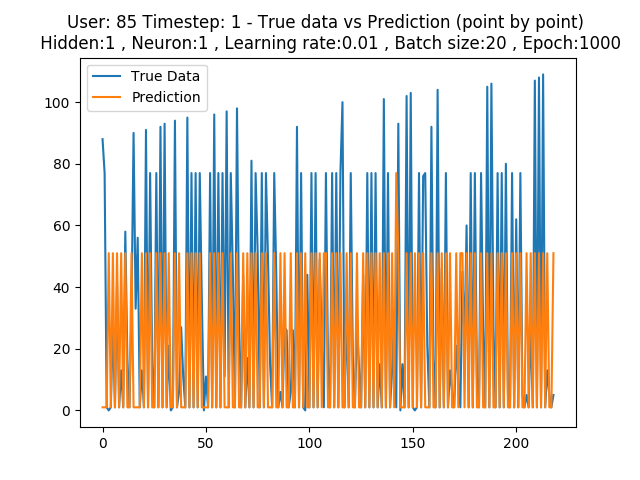 User: 85 Timestep: 1 - True data vs Prediction (point by point)
Hidden:1 , Neuron:1 , Learning rate:0.01 , Batch size:20 , Epoch:1000
True Data
Prediction
100
80
60
40
20
0
0 50 100 150 200